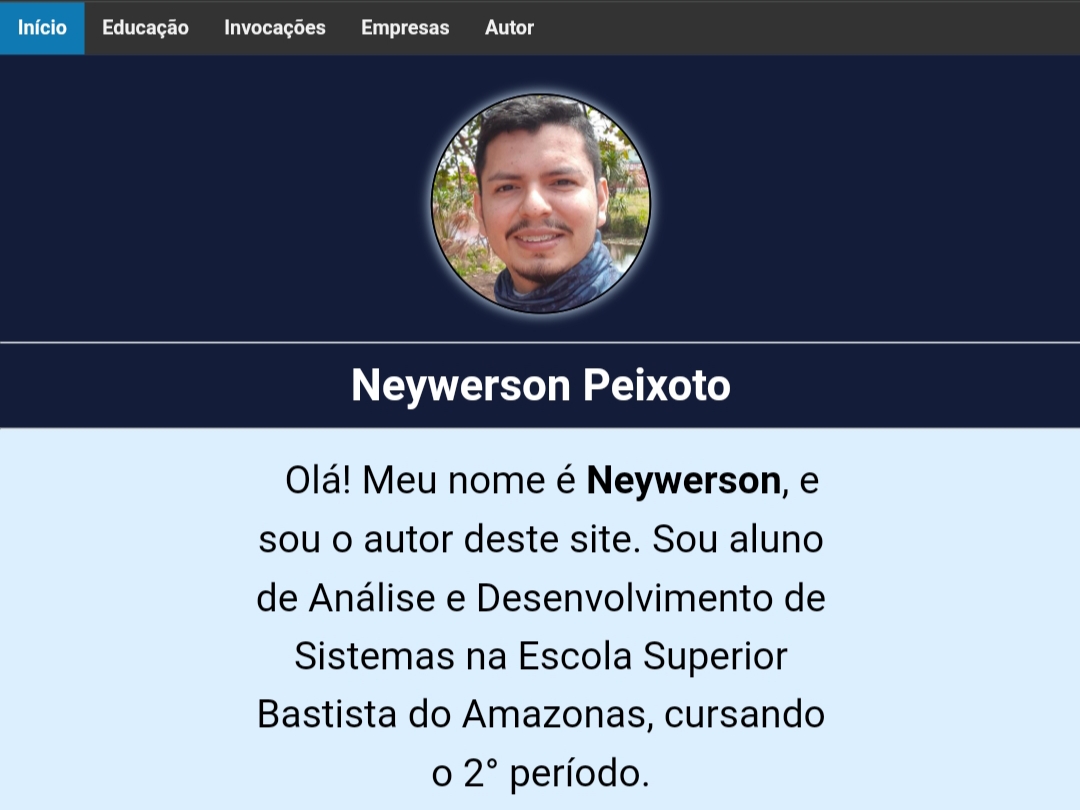 Início Educação Invocações Empresas Autor
Neywerson Peixoto
Olá! Meu nome é Neywerson, e
sou o autor deste site. Sou aluno
de Análise e Desenvolvimento de
Sistemas na Escola Superior
Bastista do Amazonas, cursando
o 2° período.